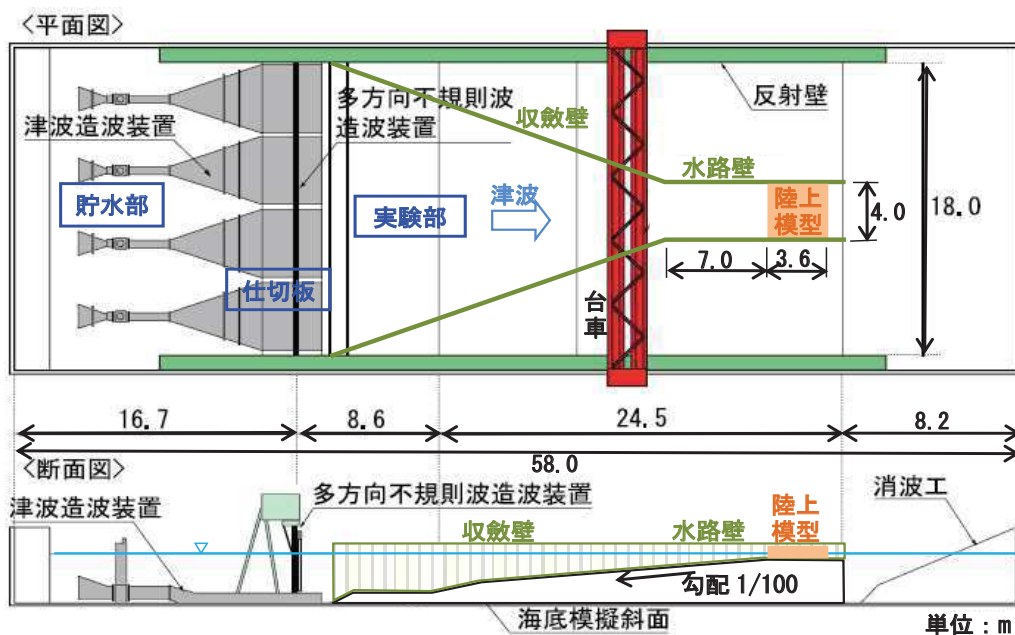 〈平面図〉
反射壁
多方向不規則波
造波装置
津波造波装置
収斂壁
水路壁
貯水部
実験部
津波
陸上
模型
4.0
18.0
7.0
3.6
仕切板
台車
16.7
8.6
24.5
8.2
58.0
〈断面図〉
津波造波装置
多方向不規則波造波装置
収斂壁
水路壁
陸上
模型
消波工
勾配 1/100
海底模擬斜面
単位：m